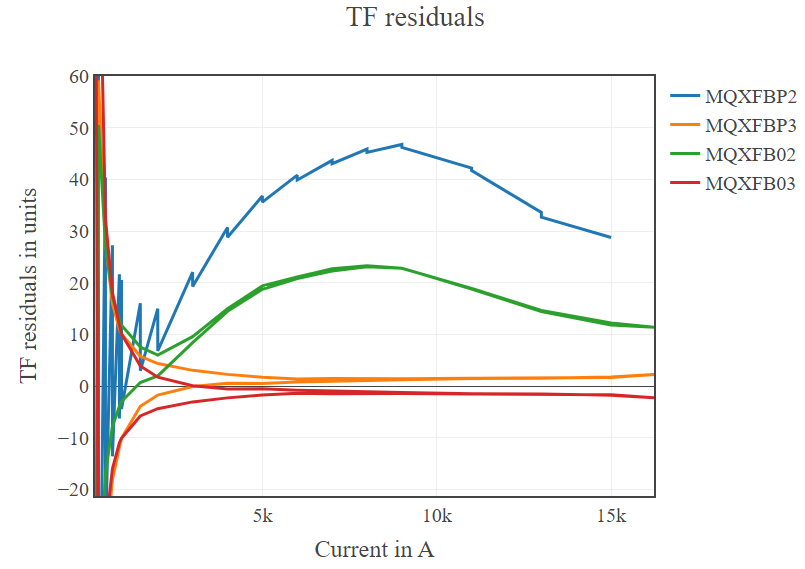 TF residuals
TF residuals in units
60
50
40
30
20
10
0
−10
−20
5k
10k
15k
Current in A
MQXFBP2
MQXFBP3
MQXFB02
MQXFB03